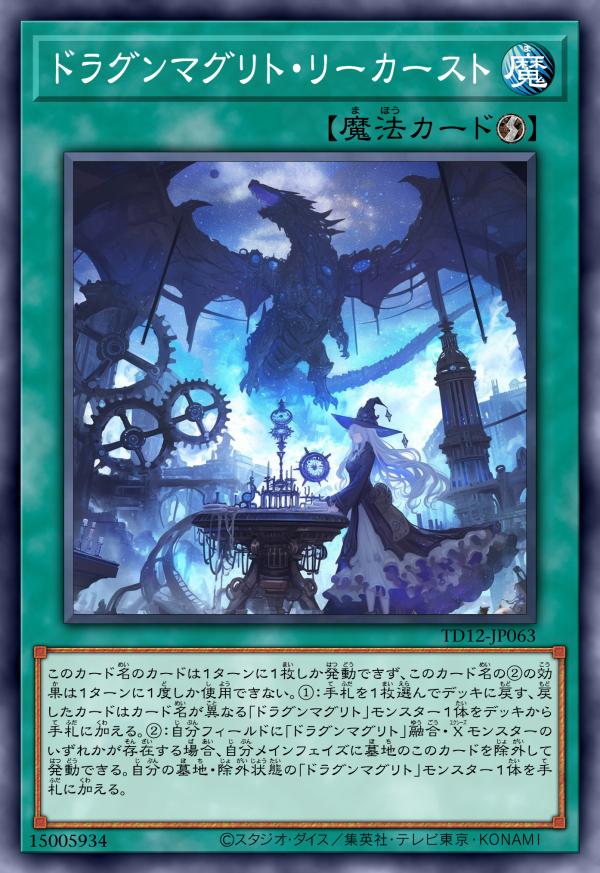 ドラグンマグリト・リーカースト 魔
【魔法カード】
TD12-JP063
このカード名のカードは1ターンに1枚しか発動できず、このカード名の②の効
果は1ターンに1度しか使用できない。①：手札を1枚選んでデッキに戻す、戻
したカードはカード名が異なる「ドラグンマグリト」モンスター1体をデッキから
手札に加える。②：自分フィールドに「ドラグンマグリト」融合・Xモンスターの
いずれかが存在する場合、自分メインフェイズに墓地のこのカードを除外して
発動できる。自分の墓地・除外状態の「ドラグンマグリト」モンスター1体を手
札に加える。
15005934 ©スタジオ・ダイス／集英社・テレビ東京・KONAMI